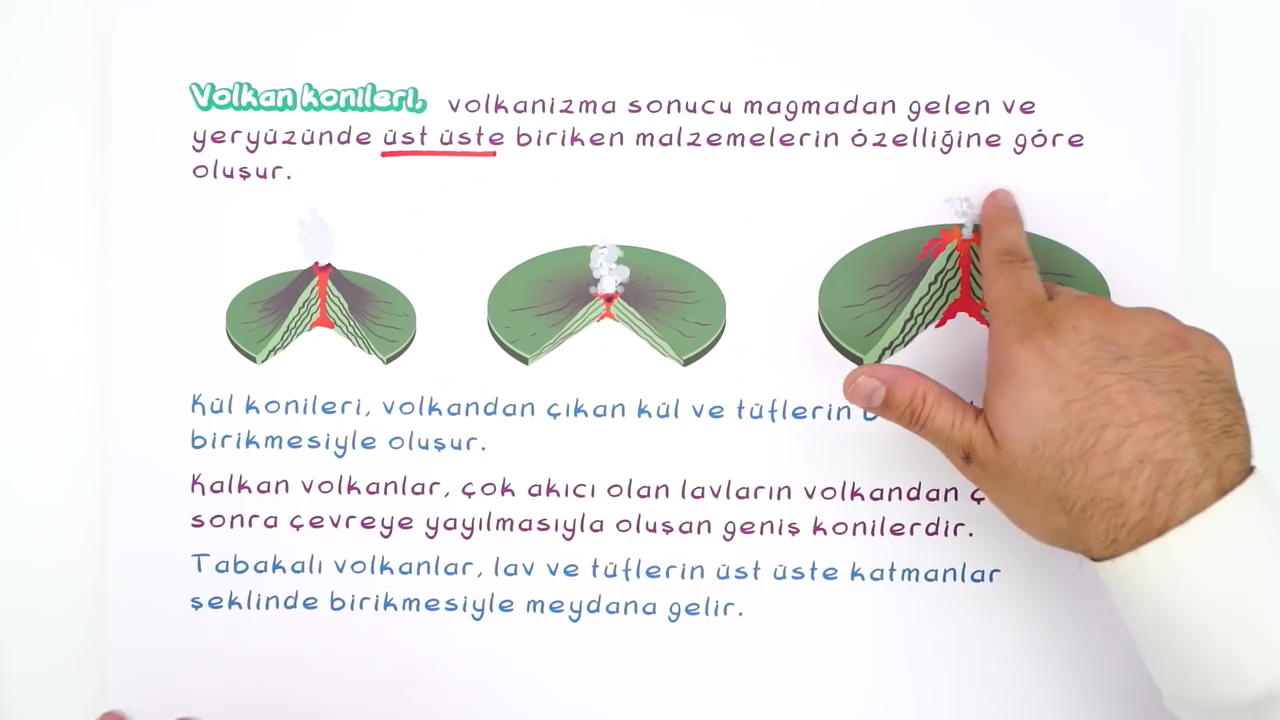 Volkan konileri, volkanizma sonucu magmadan gelen ve
yeryüzünde üst üste biriken malzemelerin özelliğine göre
oluşur.
Kül konileri, volkandan çıkan kül ve tüflerin
birikmesiyle oluşur.
Kalkan volkanlar, çok akıcı olan lavların volkandan
sonra çevreye yayılmasıyla oluşan geniş konilerdir.
Tabakalı volkanlar, lav ve tüflerin üst üste katmanlar
şeklinde birikmesiyle meydana gelir.